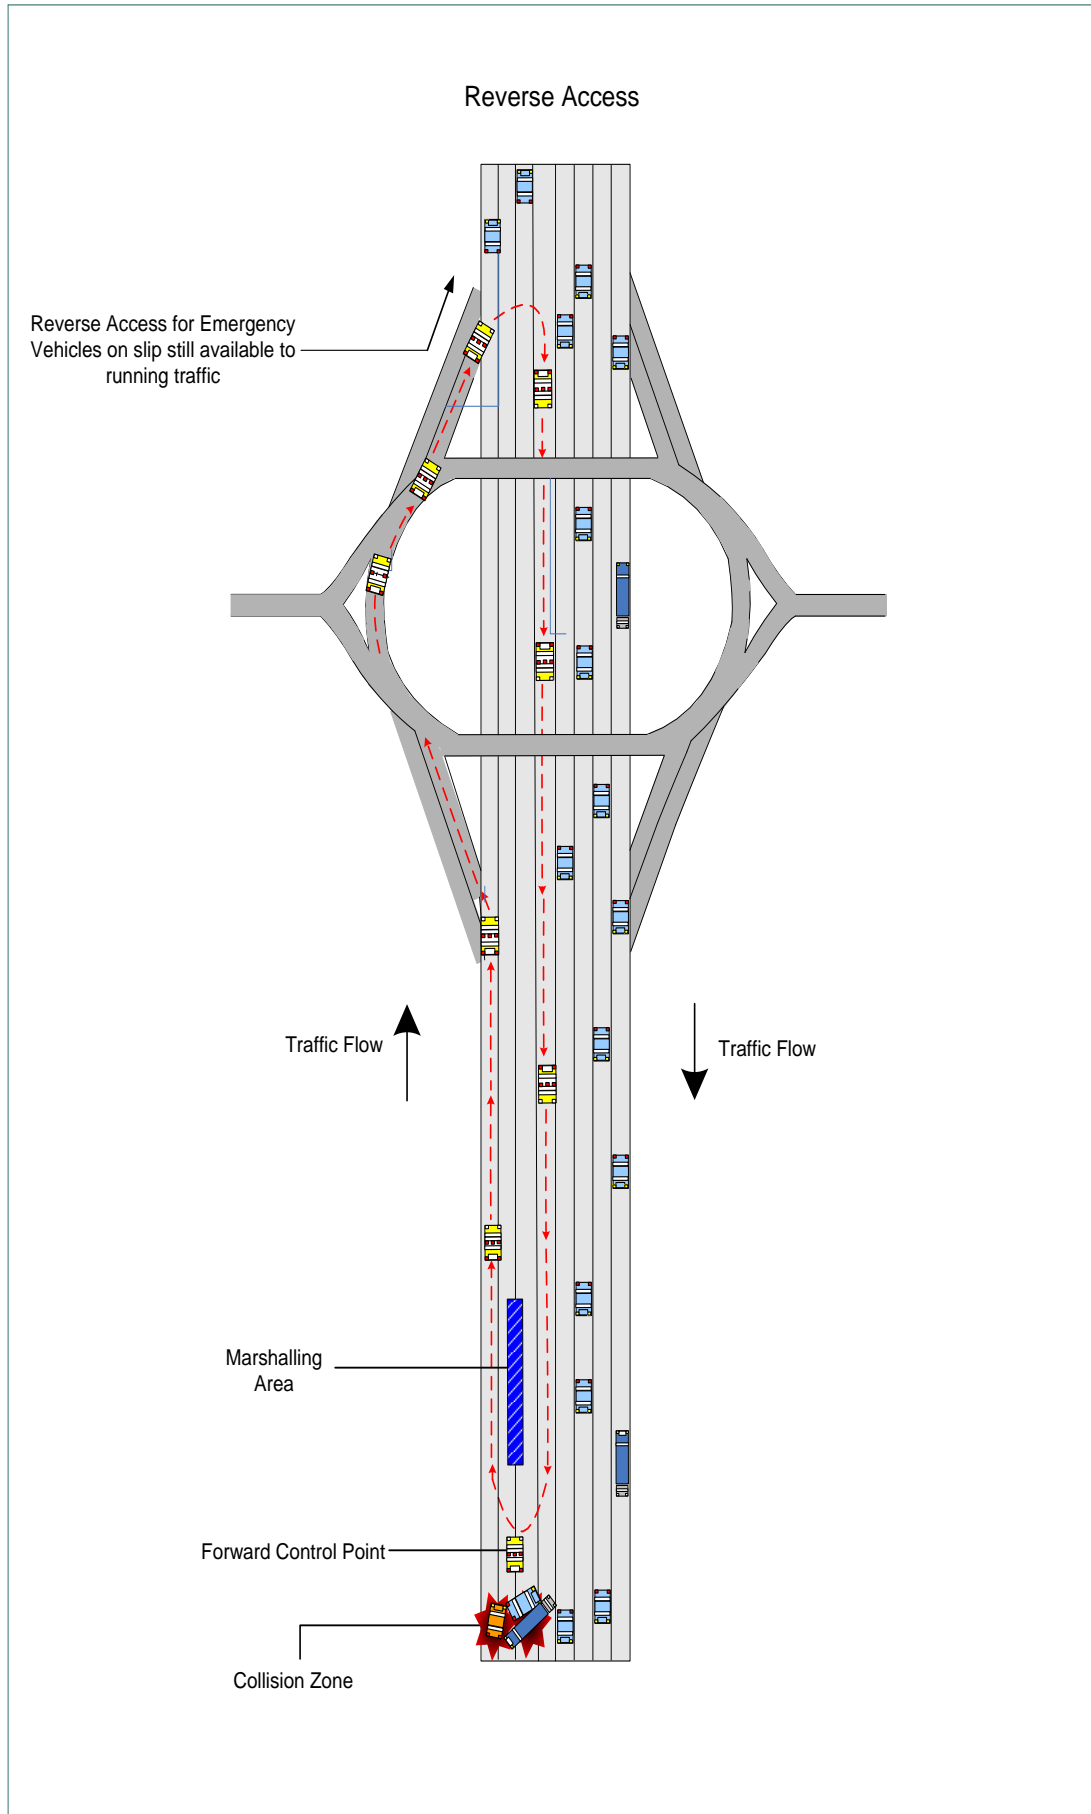 Reverse Access
Reverse Access for Emergency
Vehicles on slip still available to
running traffic
Traffic Flow
Traffic Flow
Marshalling
Area
Forward Control Point
Collision Zone